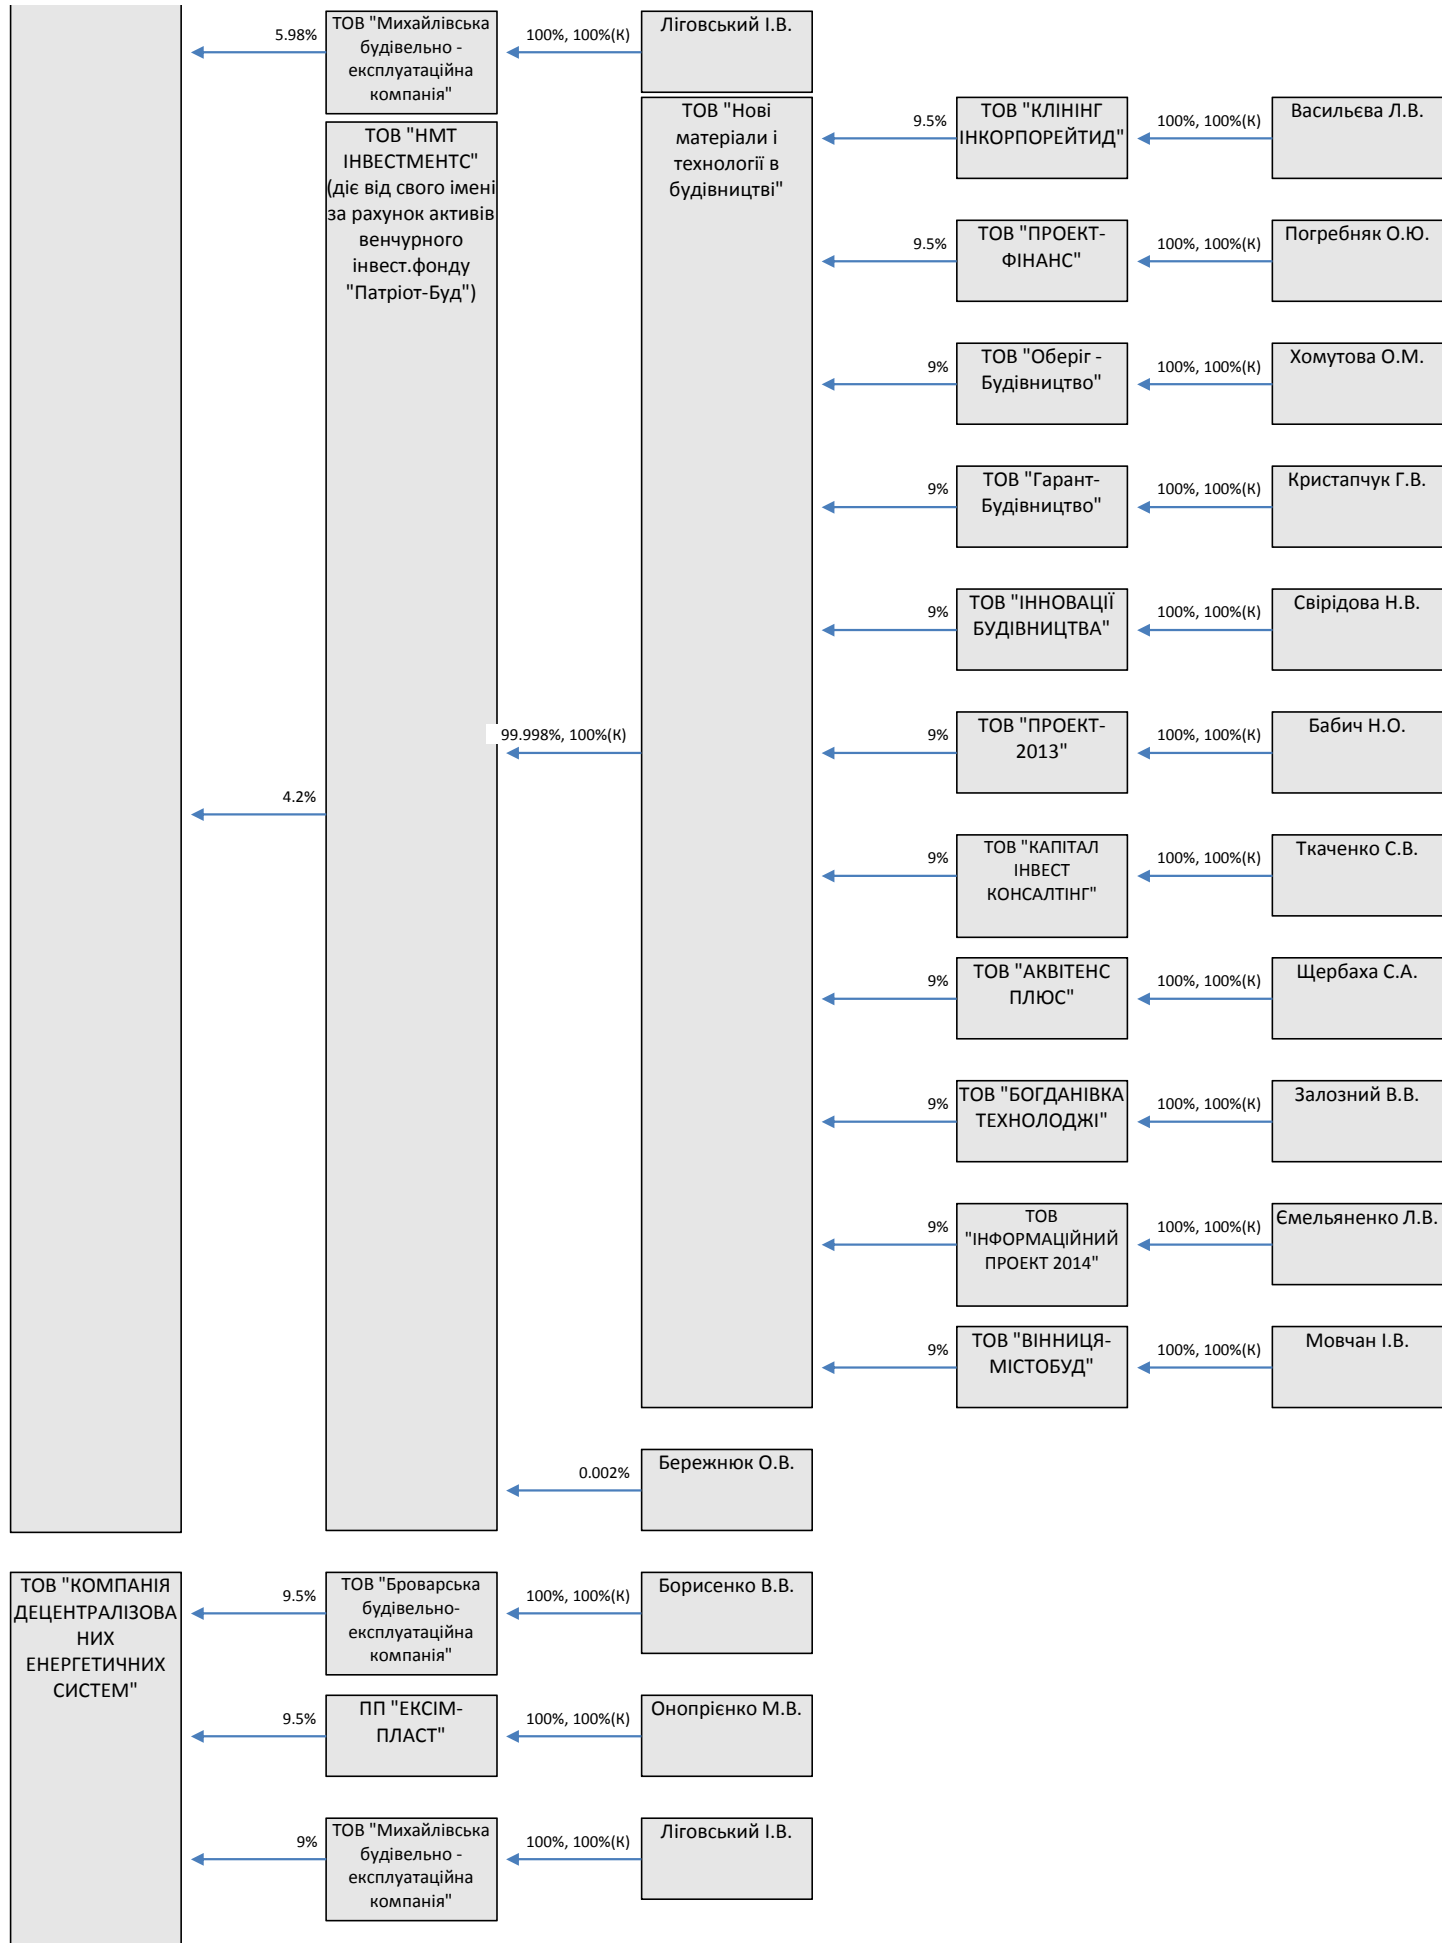 5.98%
ТОВ "Михайлівська
будівельно -
експлуатаційна
компанія"
100%, 100%(К)
Ліговський І.В.
4.2%
ТОВ "НМТ
ІНВЕСТМЕНТС"
(діє від свого імені
за рахунок активів
венчурного
інвест.фонду
"Патріот-Буд")
99.998%, 100%(К)
ТОВ "Нові
матеріали і
технології в
будівництві"
9.5%
ТОВ "КЛІНІНГ
ІНКОРПОРЕЙТИД"
100%, 100%(К)
Васильєва Л.В.
9.5%
ТОВ "ПРОЕКТ-
ФІНАНС"
100%, 100%(К)
Погребняк О.Ю.
9%
ТОВ "Оберіг -
Будівництво"
100%, 100%(К)
Хомутова О.М.
9%
ТОВ "Гарант-
Будівництво"
100%, 100%(К)
Кристапчук Г.В.
9%
ТОВ "ІННОВАЦІЇ
БУДІВНИЦТВА"
100%, 100%(К)
Свірідова Н.В.
9%
ТОВ "ПРОЕКТ-
2013"
100%, 100%(К)
Бабич Н.О.
9%
ТОВ "КАПІТАЛ
ІНВЕСТ
КОНСАЛТІНГ"
100%, 100%(К)
Ткаченко С.В.
9%
ТОВ "АКВІТЕНС
ПЛЮС"
100%, 100%(К)
Щербаха С.А.
9%
ТОВ "БОГДАНІВКА
ТЕХНОЛОДЖІ"
100%, 100%(К)
Залозний В.В.
9%
ТОВ
"ІНФОРМАЦІЙНИЙ
ПРОЕКТ 2014"
100%, 100%(К)
Ємельяненко Л.В.
9%
ТОВ "ВІННИЦЯ-
МІСТОБУД"
100%, 100%(К)
Мовчан І.В.
0.002%
Бережнюк О.В.
ТОВ "КОМПАНІЯ
ДЕЦЕНТРАЛІЗОВА
НИХ
ЕНЕРГЕТИЧНИХ
СИСТЕМ"
9.5%
ТОВ "Броварська
будівельно-
експлуатаційна
компанія"
100%, 100%(К)
Борисенко В.В.
9.5%
ПП "ЕКСІМ-
ПЛАСТ"
100%, 100%(К)
Онопрієнко М.В.
9%
ТОВ "Михайлівська
будівельно -
експлуатаційна
компанія"
100%, 100%(К)
Ліговський І.В.